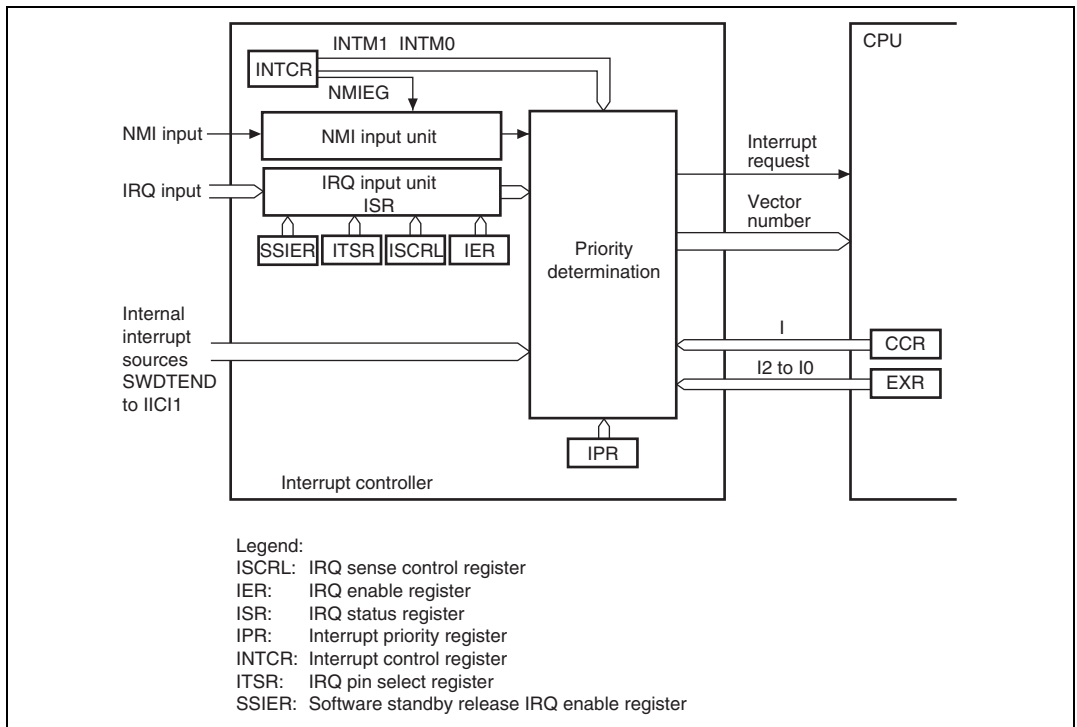 INTM1 INTM0
CPU
INTCR
NMIEG
NMI input
NMI input unit
Interrupt
request
IRQ input
IRQ input unit
ISR
Vector
number
SSIER
ITSR
ISCRL
IER
Priority
determination
Internal
interrupt
sources
SWDTEND
to IICI1
I
CCR
I2 to I0
EXR
IPR
Interrupt controller
Legend:
ISCRL: IRQ sense control register
IER: IRQ enable register
ISR: IRQ status register
IPR: Interrupt priority register
INTCR: Interrupt control register
ITSR: IRQ pin select register
SSIER: Software standby release IRQ enable register